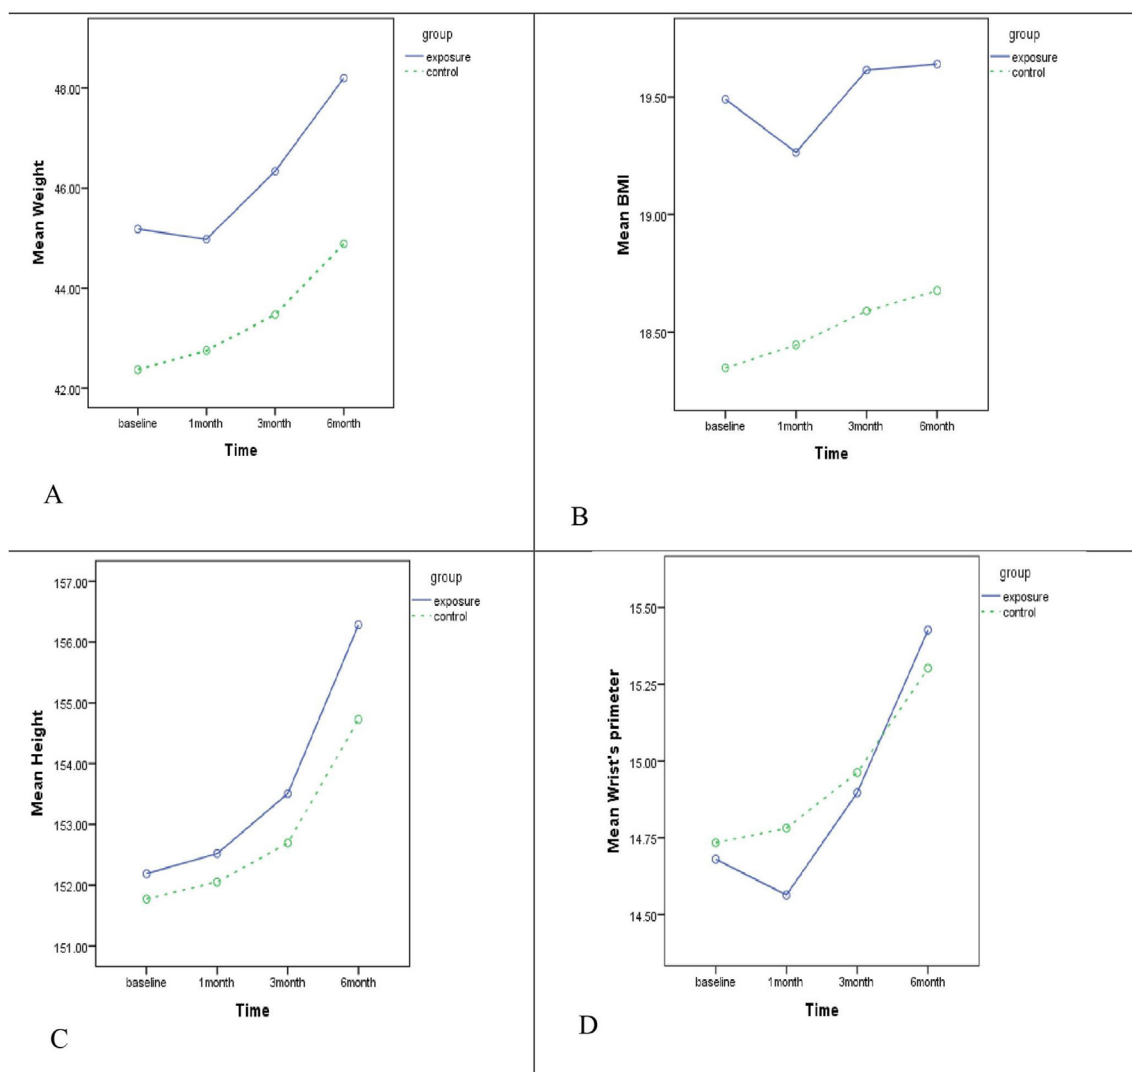 group
exposure
control
48.00
46.00
44.00
42.00
Mean Weight
baseline 1month 3month 6month
Time
A
group
exposure
control
19.50
19.00
18.50
Mean BMI
baseline 1month 3month 6month
Time
B
group
exposure
control
157.00
156.00
155.00
154.00
153.00
152.00
151.00
Mean Height
baseline 1month 3month 6month
Time
C
group
exposure
control
15.50
15.25
15.00
14.75
14.50
Mean Wrist's primeter
baseline 1month 3month 6month
Time
D